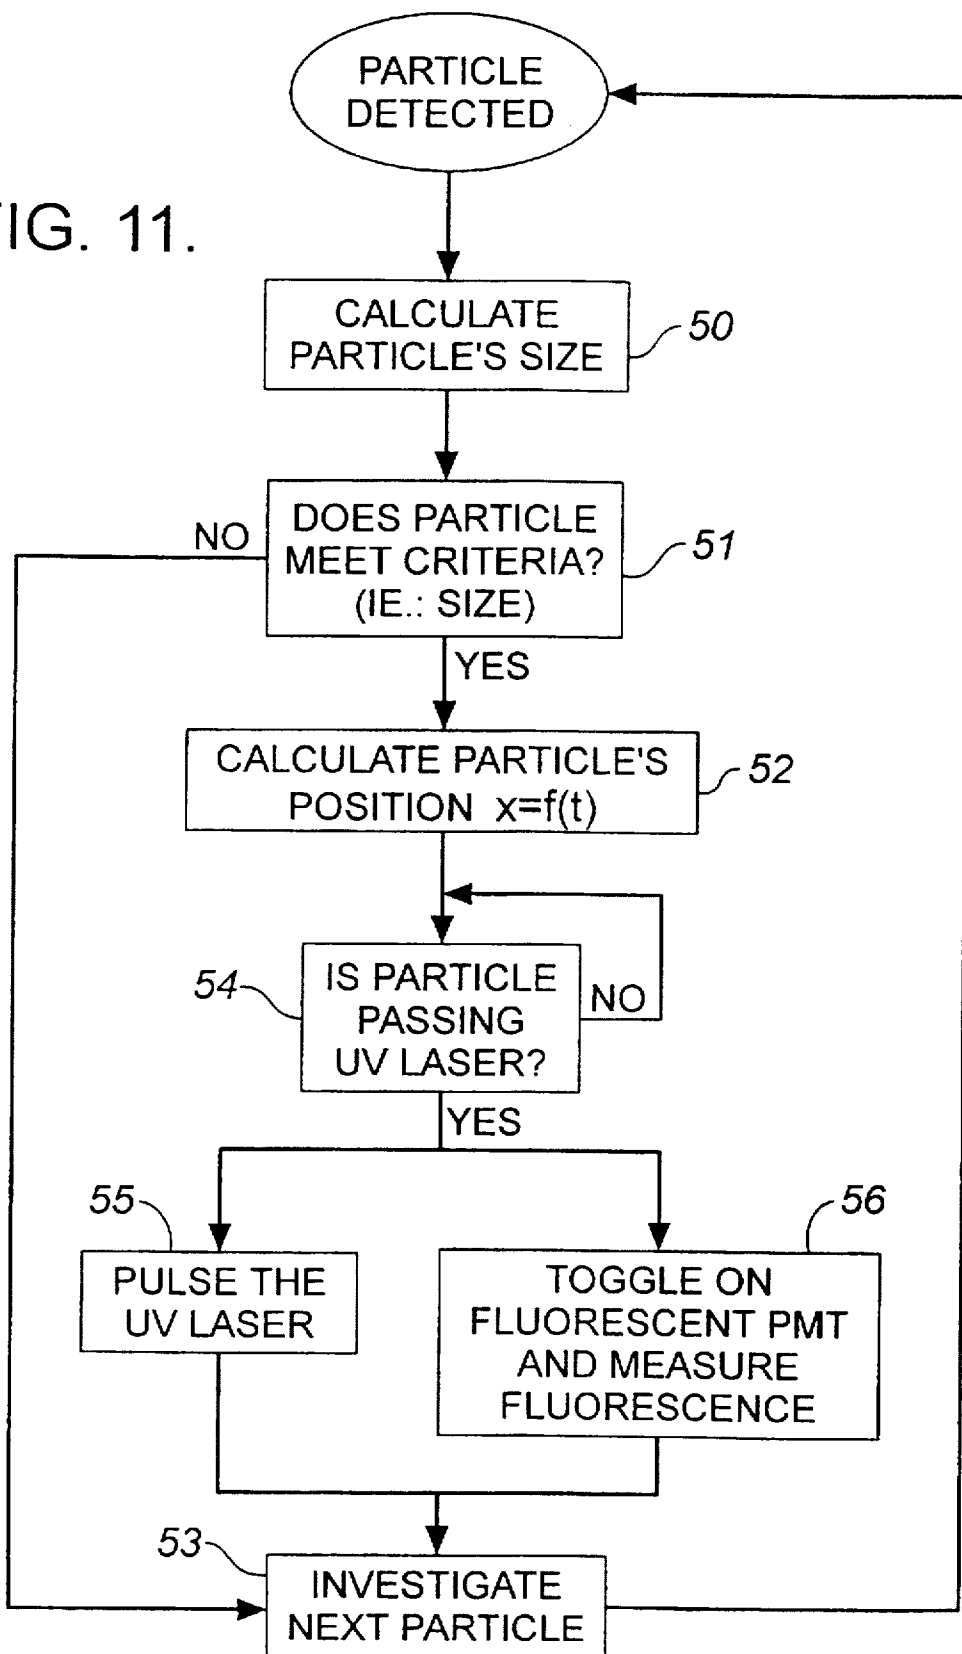 PARTICLE
DETECTED
FIG. 11.
CALCULATE
PARTICLE'S SIZE
50
DOES PARTICLE
MEET CRITERIA?
(IE.: SIZE)
51
NO
YES
CALCULATE PARTICLE'S
POSITION x=f(t)
52
IS PARTICLE
PASSING
UV LASER?
54
NO
YES
55
PULSE THE
UV LASER
56
TOGGLE ON
FLUORESCENT PMT
AND MEASURE
FLUORESCENCE
53
INVESTIGATE
NEXT PARTICLE